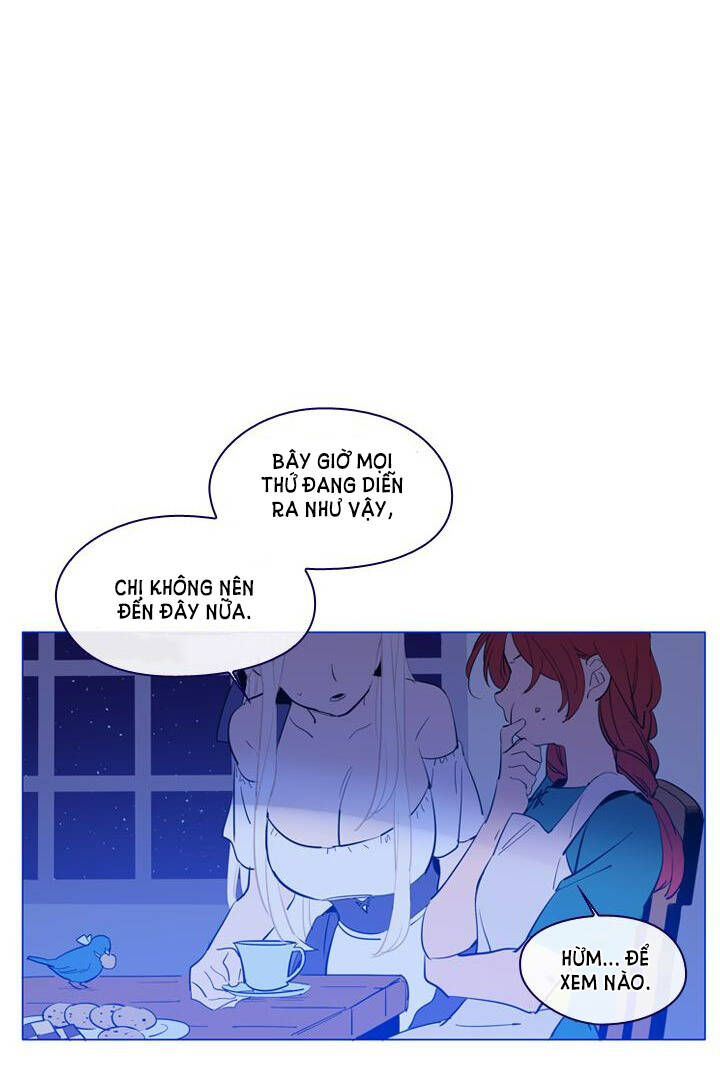 BÂY GIỜ MỌI
THỨ ĐANG DIỄN
RA NHƯ VẬY,
CHỊ KHÔNG NÊN
ĐẾN ĐÂY NỮA.
HỪM... ĐỂ
XEM NÀO.